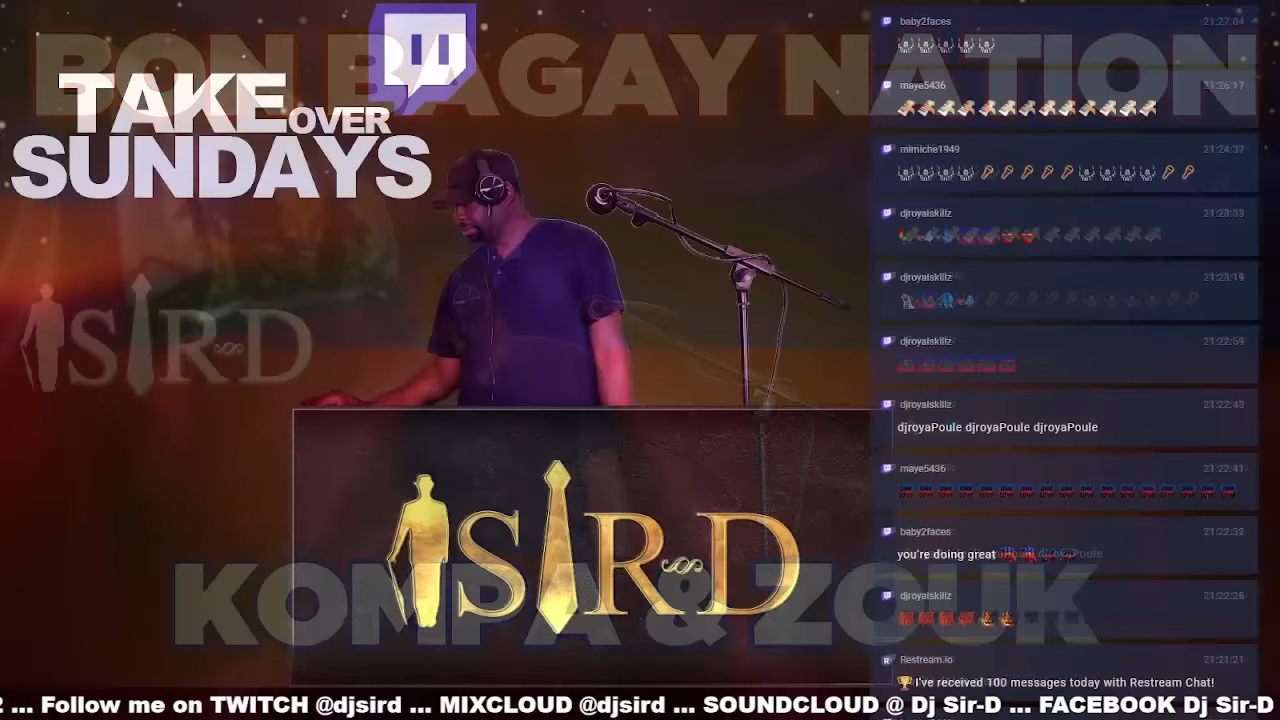 BON BAGAY NATION
TAKE OVER
SUNDAYS
SIR D
SIR D
KOMPA & ZOUK
baby2faces 21:27:04
maye5436 21:26:17
mimiche1949 21:24:37
djroyalskillz 21:23:33
djroyalskillz 21:23:19
djroyalskillz 21:22:59
djroyalskillz 21:22:43
djroyaPoule djroyaPoule djroyaPoule
maye5436 21:22:41
baby2faces 21:22:32
you're doing great
djroyalskillz 21:22:28
Restream.io 21:21:21
I've received 100 messages today with Restream Chat!
... Follow me on TWITCH @djsird ... MIXCLOUD @djsird ... SOUNDCLOUD @ Dj Sir-D ... FACEBOOK Dj Sir-D